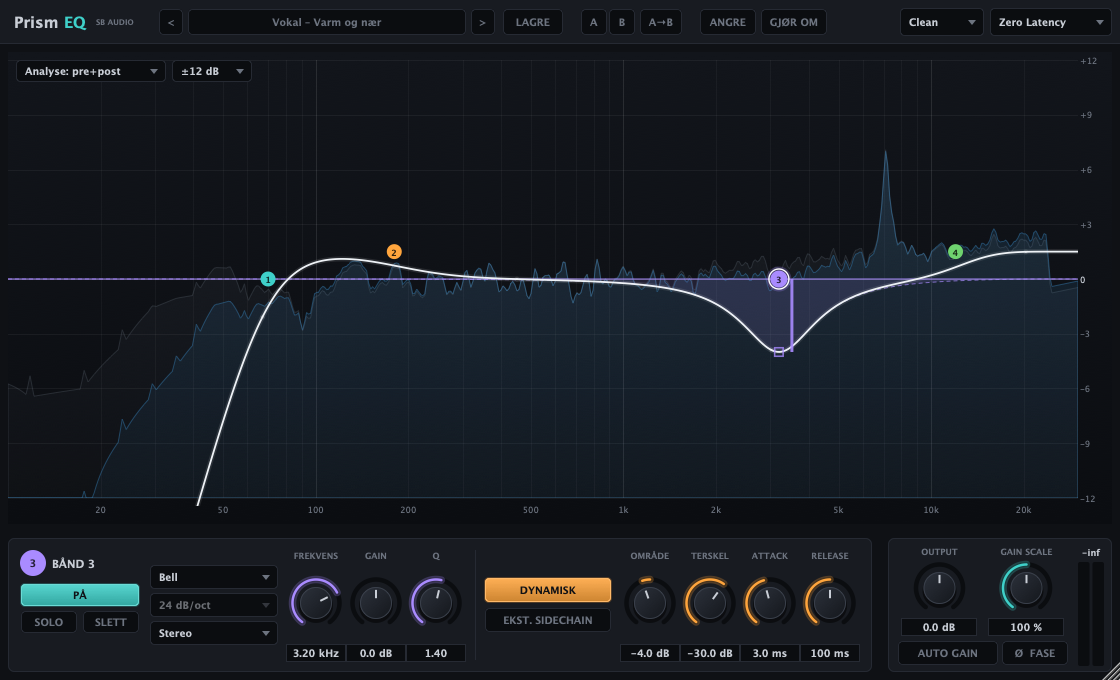 Prism EQ SB AUDIO < Vokal – Varm og nær > LAGRE A B A→B ANGRE GJØR OM Clean Zero Latency
Analyse: pre+post ±12 dB
+12
+9
+6
+3
0
−3
−6
−9
−12
1 2 3 4
20 50 100 200 500 1k 2k 5k 10k 20k
3 BÅND 3
PÅ
SOLO SLETT
Bell
24 dB/oct
Stereo
FREKVENS GAIN Q
3.20 kHz 0.0 dB 1.40
DYNAMISK
EKST. SIDECHAIN
OMRÅDE TERSKEL ATTACK RELEASE
−4.0 dB −30.0 dB 3.0 ms 100 ms
OUTPUT GAIN SCALE −inf
0.0 dB 100 %
AUTO GAIN Ø FASE